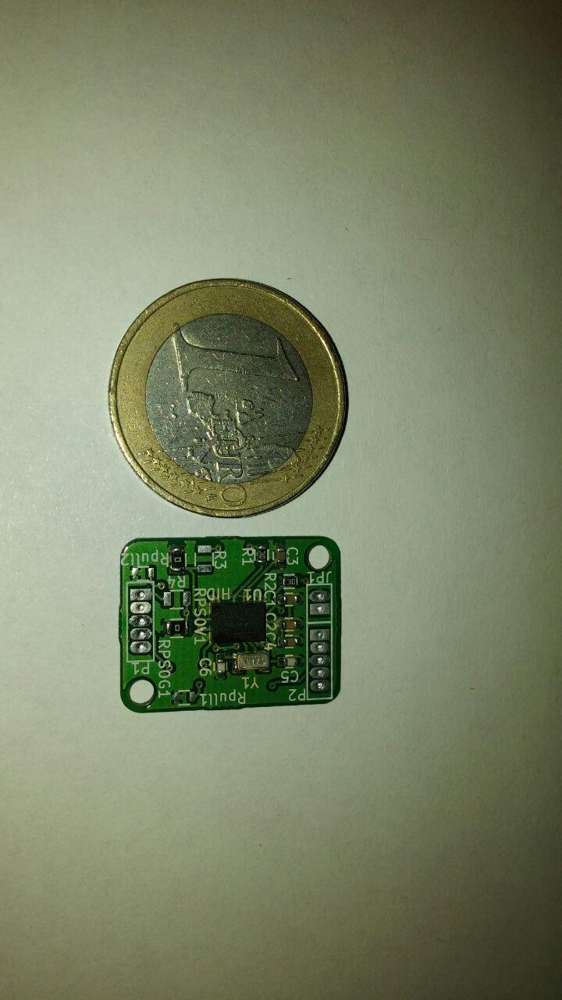 1
EURO
Rpull2
R3
R1
C3
JP1
R4
R2
C1
HID
U1
RPS0V1
C2
C4
RPS0G1
P1
C6
Y1
C5
P2
Rpull1